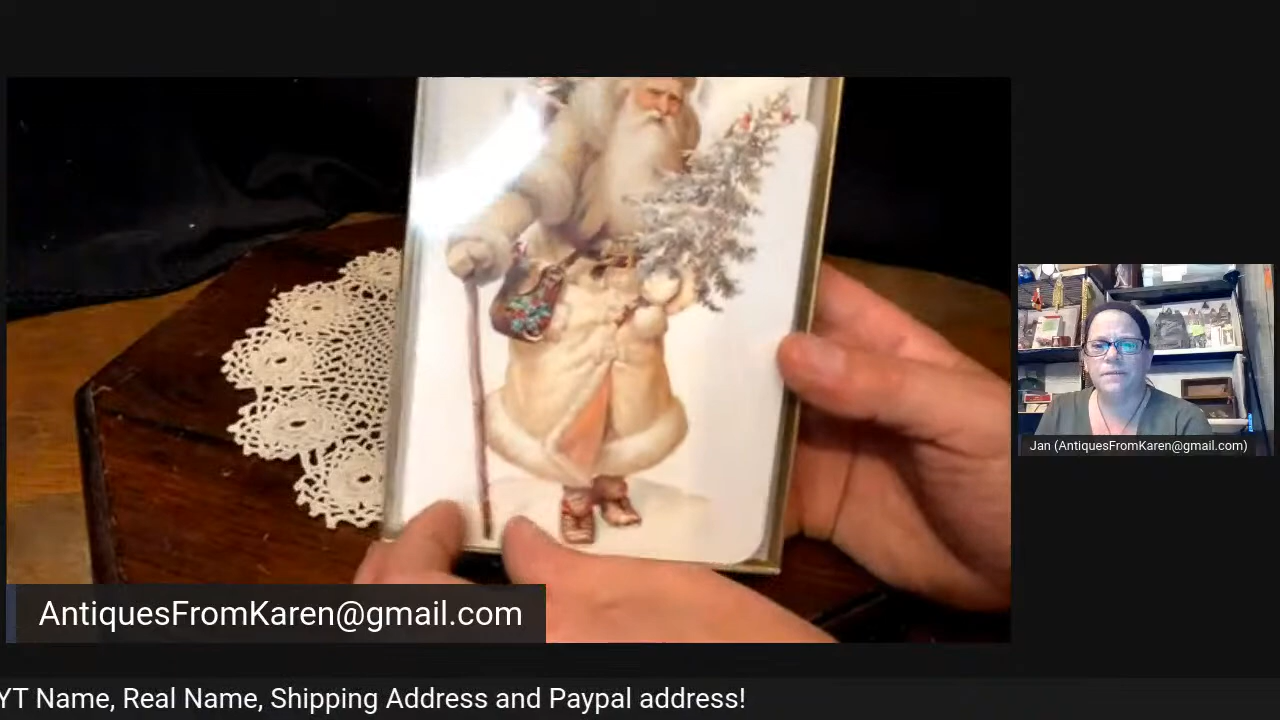 Jan (AntiquesFromKaren@gmail.com)
AntiquesFromKaren@gmail.com
YT Name, Real Name, Shipping Address and Paypal address!